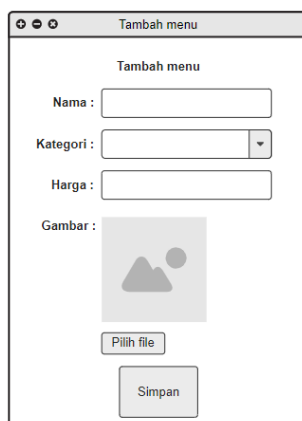 Tambah menu
Tambah menu
Nama :
Kategori :
Harga :
Gambar :
Pilih file
Simpan